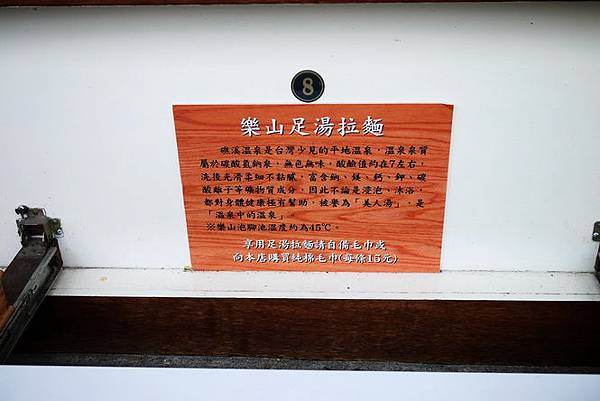 8
樂山足湯拉麵
礁溪溫泉是台灣少見的平地溫泉，溫泉泉質
屬於碳酸氫鈉泉，無色無味，酸鹼值約在7左右，
洗後光滑柔細不黏膩，富含鈉、鎂、鈣、鉀、碳
酸離子等礦物質成分，因此不論是浸泡、沐浴，
都對身體健康極有幫助，被譽為「美人湯」，是
「溫泉中的溫泉」
※樂山泡腳池溫度約為45℃。
享用足湯拉麵請自備毛巾或
向本店購買純棉毛巾(每條15元)